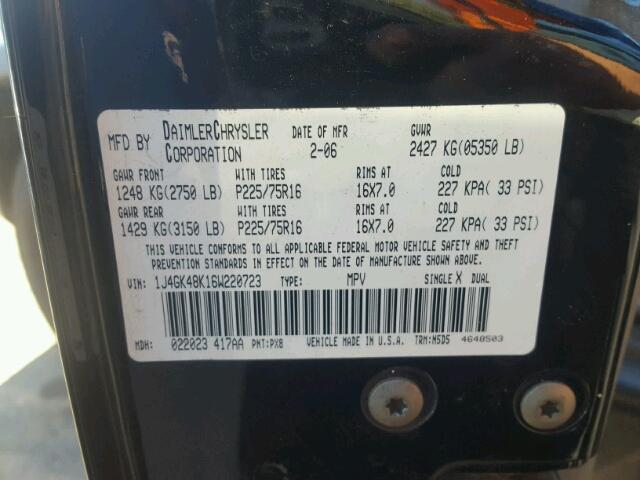 MFD BY DAIMLERCHRYSLER CORPORATION DATE OF MFR 2-06 GVWR 2427 KG(05350 LB)
GAWR FRONT WITH TIRES RIMS AT COLD
1248 KG(2750 LB) P225/75R16 16X7.0 227 KPA( 33 PSI)
GAWR REAR WITH TIRES RIMS AT COLD
1429 KG(3150 LB) P225/75R16 16X7.0 227 KPA( 33 PSI)
THIS VEHICLE CONFORMS TO ALL APPLICABLE FEDERAL MOTOR VEHICLE SAFETY AND THEFT
PREVENTION STANDARDS IN EFFECT ON THE DATE OF MANUFACTURE SHOWN ABOVE.
VIN: 1J4GK48K16W220723 TYPE: MPV SINGLE X DUAL
MDH: 022023 417AA PNT:PX8 VEHICLE MADE IN U.S.A. TRM:M5D5 4648503